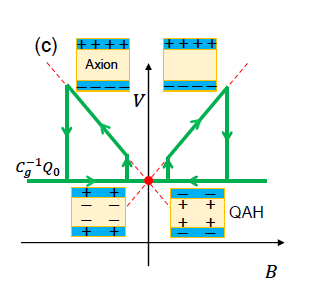 (c)
+ + + +
+ + + +
Axion
− − − −
− − − −
V
C_g^{-1}Q_0
+ +
− −
− −
+ +
− −
+ +
+ +
− −
QAH
B